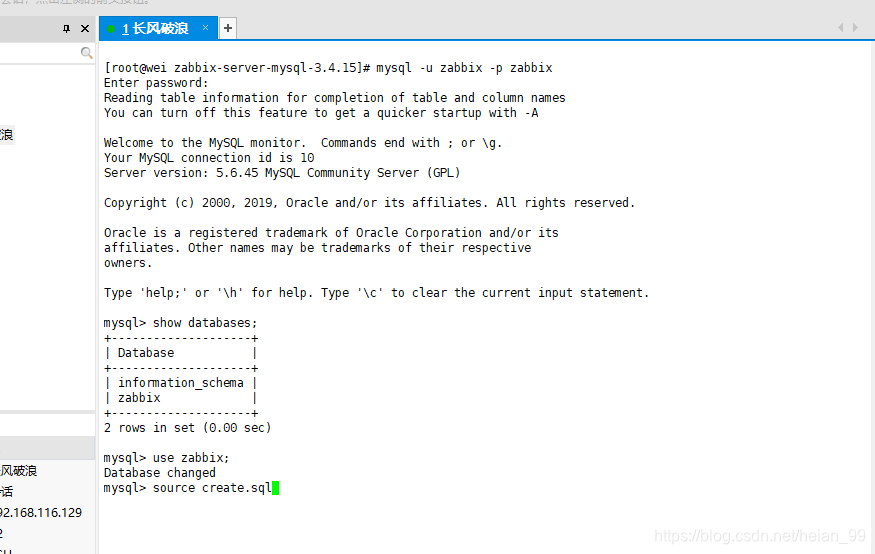 1 长风破浪 × +
[root@wei zabbix-server-mysql-3.4.15]# mysql -u zabbix -p zabbix
Enter password:
Reading table information for completion of table and column names
You can turn off this feature to get a quicker startup with -A
Welcome to the MySQL monitor.  Commands end with ; or \g.
Your MySQL connection id is 10
Server version: 5.6.45 MySQL Community Server (GPL)
Copyright (c) 2000, 2019, Oracle and/or its affiliates. All rights reserved.
Oracle is a registered trademark of Oracle Corporation and/or its
affiliates. Other names may be trademarks of their respective
owners.
Type 'help;' or '\h' for help. Type '\c' to clear the current input statement.
mysql> show databases;
+--------------------+
| Database           |
+--------------------+
| information_schema |
| zabbix             |
+--------------------+
2 rows in set (0.00 sec)
mysql> use zabbix;
Database changed
mysql> source create.sql
浪
风破浪
话
92.168.116.129
2
https://blog.csdn.net/heian_99